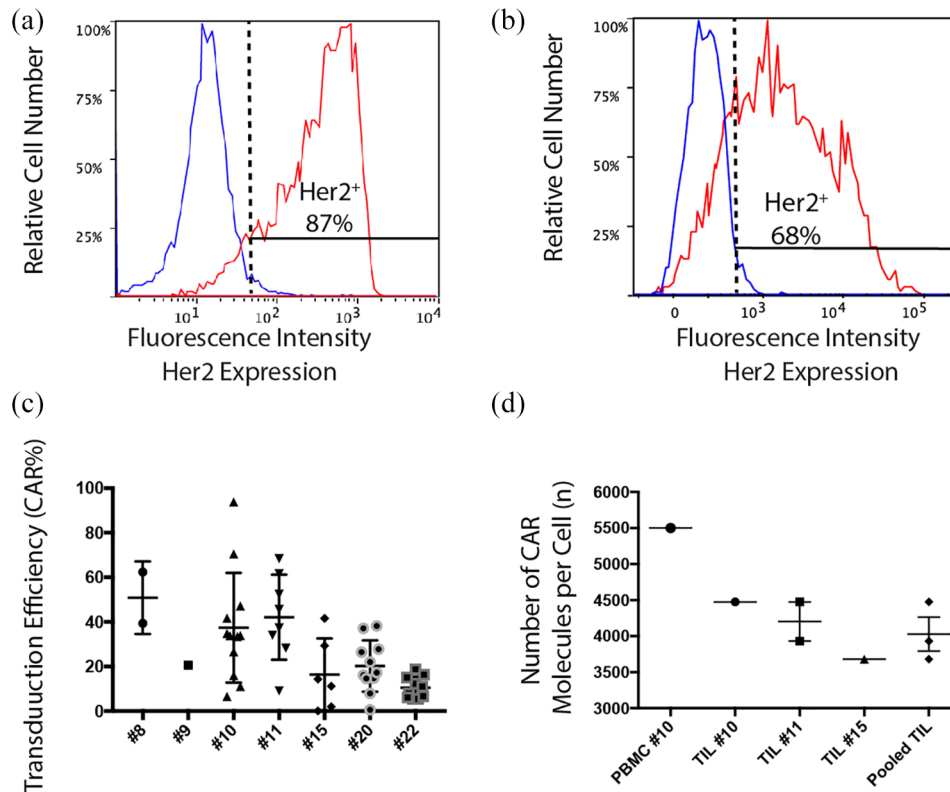 (a)
Relative Cell Number
100%
75%
50%
25%
Her2⁺
87%
10¹ 10² 10³ 10⁴
Fluorescence Intensity
Her2 Expression
(b)
Relative Cell Number
100%
75%
50%
25%
0
Her2⁺
68%
0 10³ 10⁴ 10⁵
Fluorescence Intensity
Her2 Expression
(c)
Transduuction Efficiency (CAR%)
100
80
60
40
20
0
#8 #9 #10 #11 #15 #20 #22
(d)
Number of CAR
Molecules per Cell (n)
6000
5500
5000
4500
4000
3500
3000
PBMC #10 TIL #10 TIL #11 TIL #15 Pooled TIL